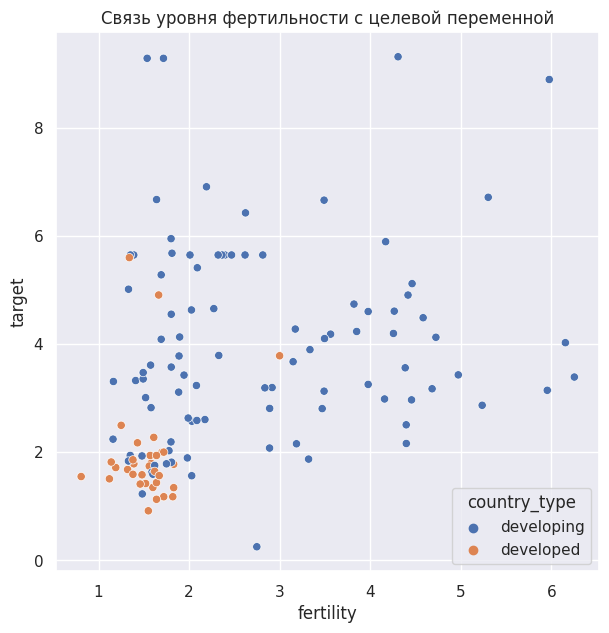 Связь уровня фертильности с целевой переменной
target
8
6
4
2
0
1 2 3 4 5 6
fertility
country_type
developing
developed